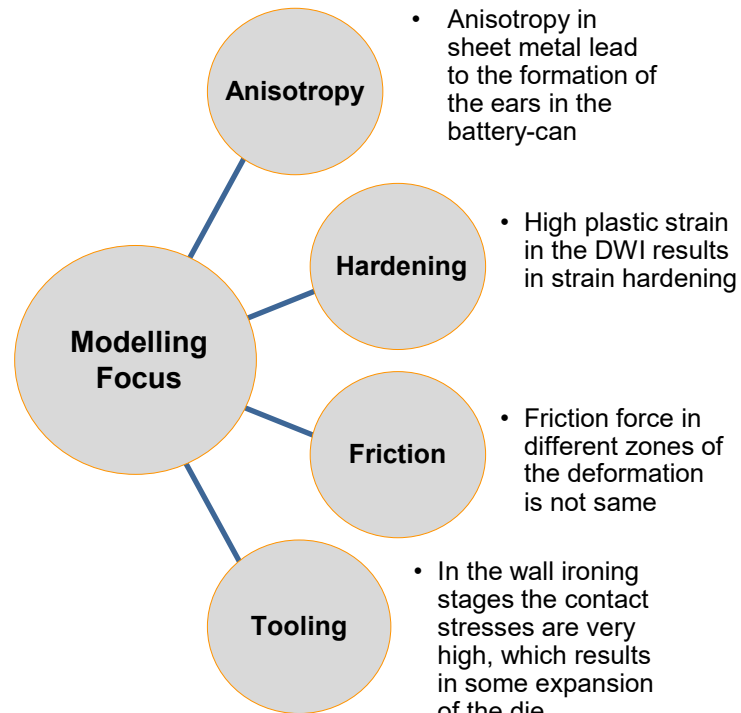 • Anisotropy in
sheet metal lead
to the formation of
the ears in the
battery-can
Anisotropy
• High plastic strain
in the DWI results
in strain hardening
Hardening
Modelling
Focus
• Friction force in
different zones of
the deformation
is not same
Friction
• In the wall ironing
stages the contact
stresses are very
high, which results
in some expansion
of the die
Tooling